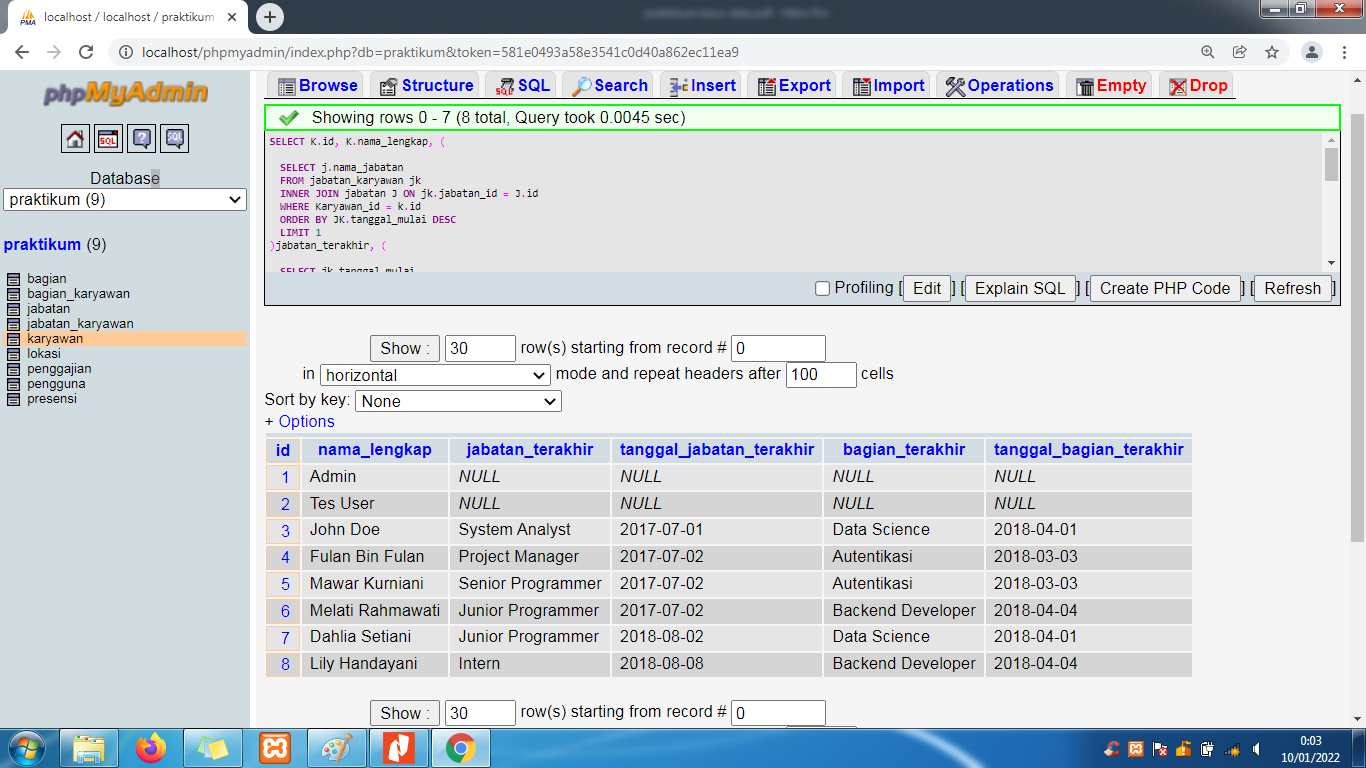 localhost / localhost / praktikum
localhost/phpmyadmin/index.php?db=praktikum&token=581e0493a58e3541c0d40a862ec11ea9
phpMyAdmin
Browse Structure SQL Search Insert Export Import Operations Empty Drop
Showing rows 0 - 7 (8 total, Query took 0.0045 sec)
SELECT K.id, K.nama_lengkap, (
SELECT j.nama_jabatan
FROM jabatan_karyawan jk
INNER JOIN jabatan J ON jk.jabatan_id = J.id
WHERE Karyawan_id = k.id
ORDER BY JK.tanggal_mulai DESC
LIMIT 1
)jabatan_terakhir, (
SELECT jk.tanggal_mulai
Profiling [ Edit ] [ Explain SQL ] [ Create PHP Code ] [ Refresh ]
Database
praktikum (9)
praktikum (9)
bagian
bagian_karyawan
jabatan
jabatan_karyawan
karyawan
lokasi
penggajian
pengguna
presensi
Show : 30 row(s) starting from record # 0
in horizontal mode and repeat headers after 100 cells
Sort by key: None
+ Options
id nama_lengkap jabatan_terakhir tanggal_jabatan_terakhir bagian_terakhir tanggal_bagian_terakhir
1 Admin NULL NULL NULL NULL
2 Tes User NULL NULL NULL NULL
3 John Doe System Analyst 2017-07-01 Data Science 2018-04-01
4 Fulan Bin Fulan Project Manager 2017-07-02 Autentikasi 2018-03-03
5 Mawar Kurniani Senior Programmer 2017-07-02 Autentikasi 2018-03-03
6 Melati Rahmawati Junior Programmer 2017-07-02 Backend Developer 2018-04-04
7 Dahlia Setiani Junior Programmer 2018-08-02 Data Science 2018-04-01
8 Lily Handayani Intern 2018-08-08 Backend Developer 2018-04-04
Show : 30 row(s) starting from record # 0
0:03
10/01/2022